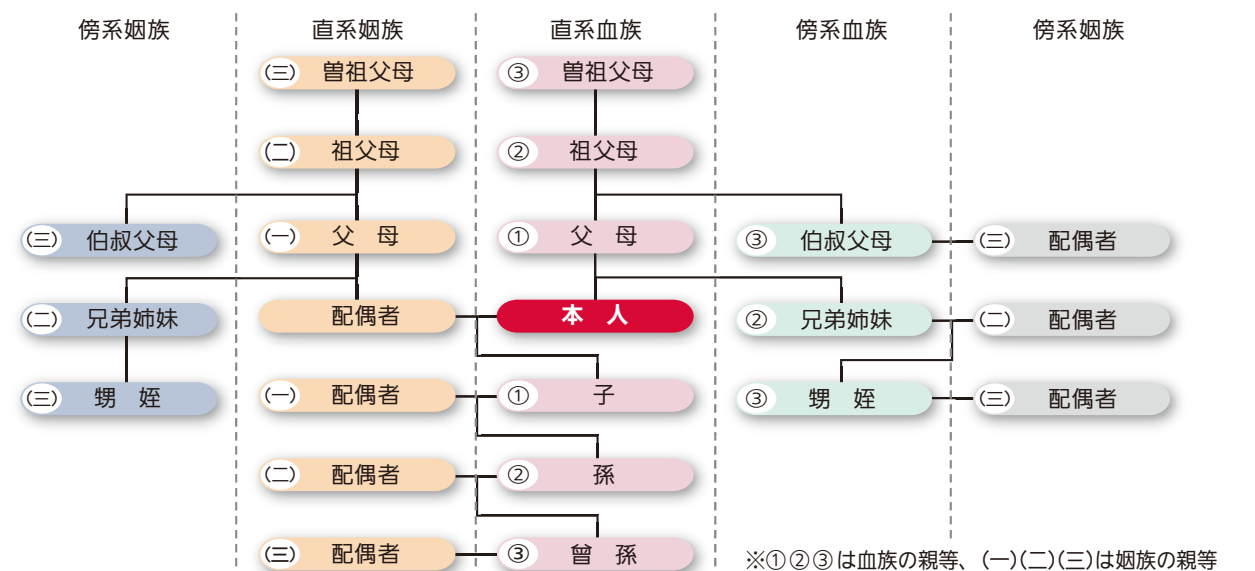 傍系姻族 直系姻族 直系血族 傍系血族 傍系姻族
(三) 曽祖父母 ③ 曽祖父母
(二) 祖父母 ② 祖父母
(三) 伯叔父母 (一) 父 母 ① 父 母 ③ 伯叔父母 (三) 配偶者
(二) 兄弟姉妹 配偶者 本 人 ② 兄弟姉妹 (二) 配偶者
(三) 甥 姪 (一) 配偶者 ① 子 ③ 甥 姪 (三) 配偶者
(二) 配偶者 ② 孫
(三) 配偶者 ③ 曾 孫
※①②③は血族の親等、(一)(二)(三)は姻族の親等